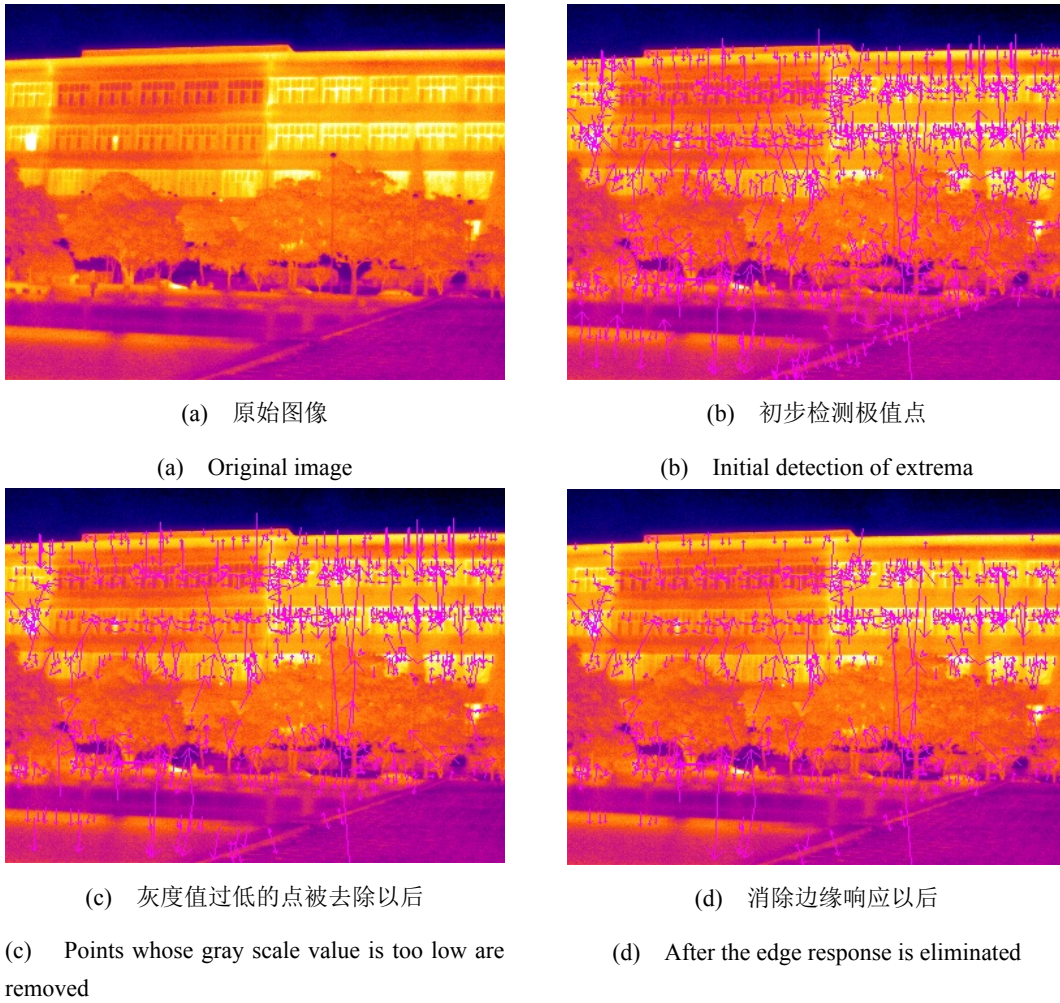 (a) 原始图像
(b) 初步检测极值点
(a) Original image
(b) Initial detection of extrema
(c) 灰度值过低的点被去除以后
(d) 消除边缘响应以后
(c) Points whose gray scale value is too low are
removed
(d) After the edge response is eliminated